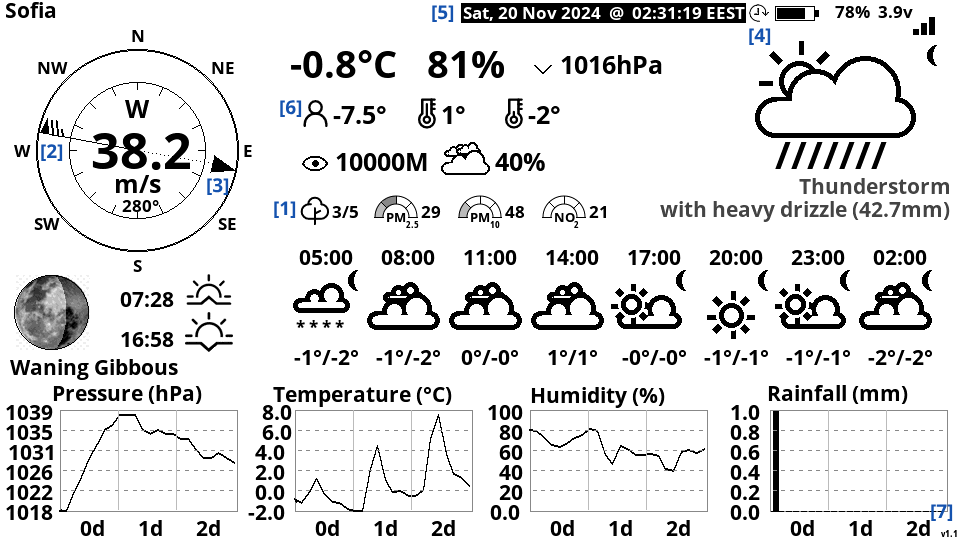 Sofia
[5] Sat, 20 Nov 2024 @ 02:31:19 EEST 78% 3.9v
[4]
N
NW NE
W
W [2] 38.2 E
m/s [3]
280°
SW SE
S
-0.8°C 81% 1016hPa
[6] -7.5° 1° -2°
10000M 40%
[1] 3/5 PM2.5 29 PM10 48 NO2 21
Thunderstorm
with heavy drizzle (42.7mm)
07:28
16:58
Waning Gibbous
05:00 08:00 11:00 14:00 17:00 20:00 23:00 02:00
****
-1°/-2° -1°/-2° 0°/-0° 1°/1° -0°/-0° -1°/-1° -1°/-1° -2°/-2°
Pressure (hPa)
1039
1035
1031
1026
1022
1018
0d 1d 2d
Temperature (°C)
8.0
6.0
4.0
2.0
0.0
-2.0
0d 1d 2d
Humidity (%)
100
80
60
40
20
0.0
0d 1d 2d
Rainfall (mm)
1.0
0.8
0.6
0.4
0.2
0.0
0d 1d 2d
[7]
v1.1